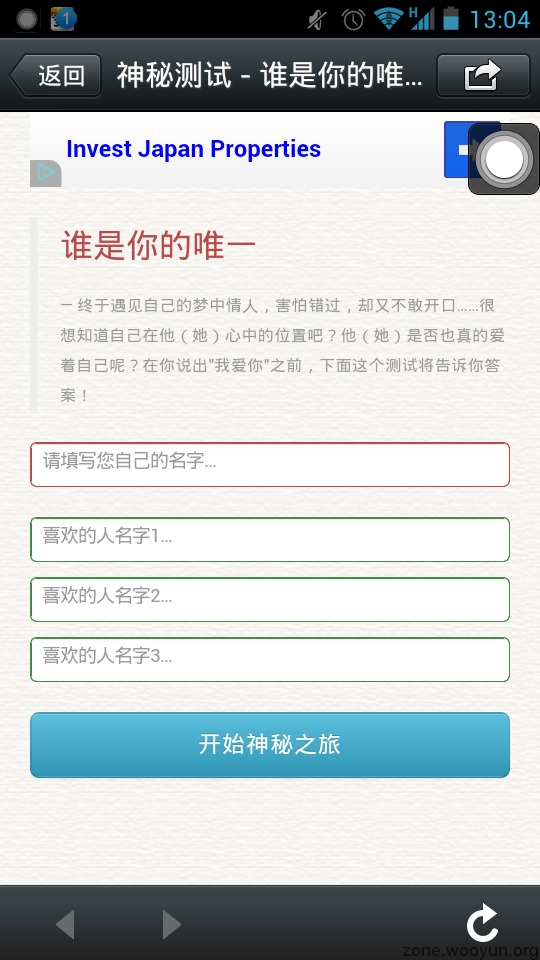 1
H
13:04
返回
神秘测试 - 谁是你的唯...
Invest Japan Properties
谁是你的唯一
— 终于遇见自己的梦中情人，害怕错过，却又不敢开口......很
想知道自己在他（她）心中的位置吧？他（她）是否也真的爱
着自己呢？在你说出"我爱你"之前，下面这个测试将告诉你答
案！
请填写您自己的名字...
喜欢的人名字1...
喜欢的人名字2...
喜欢的人名字3...
开始神秘之旅
zone.wooyun.org